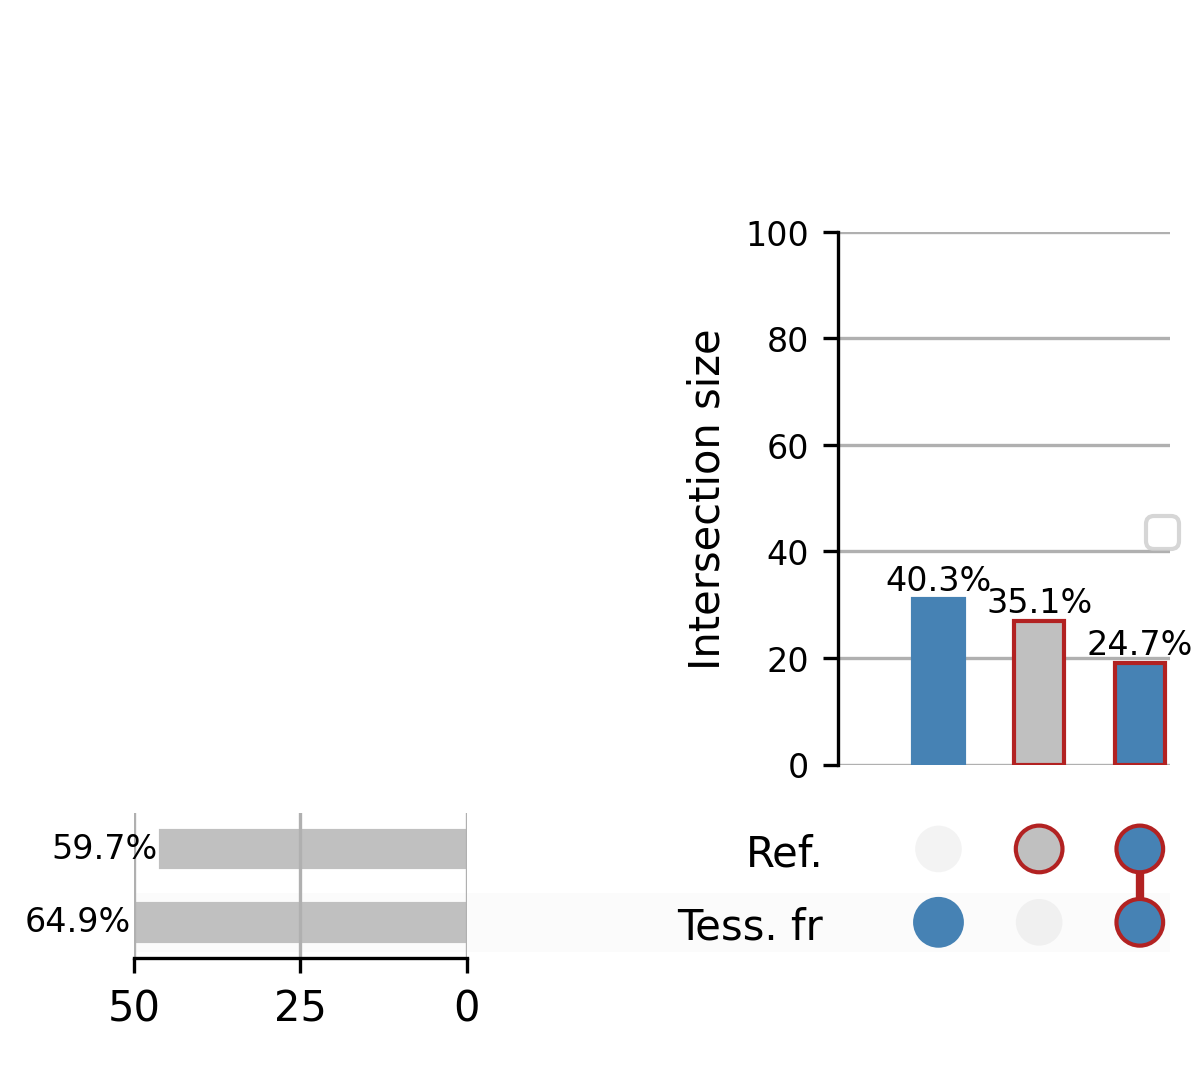 100
80
60
40
20
0
Intersection size
40.3%
35.1%
24.7%
59.7%
64.9%
Ref.
Tess. fr
50 25 0